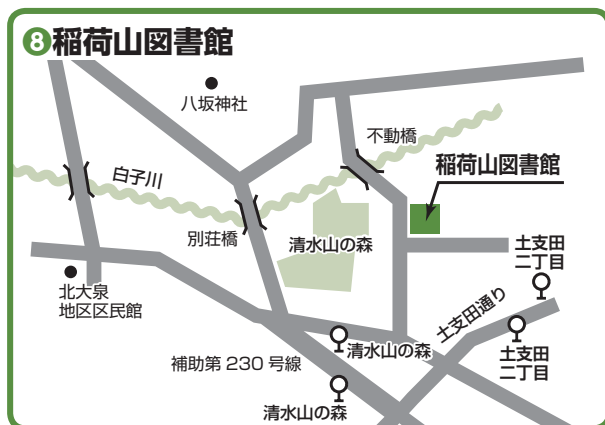 8稲荷山図書館
八坂神社
不動橋
稲荷山図書館
白子川
別荘橋
清水山の森
土支田
二丁目
北大泉
地区区民館
土支田通り
清水山の森
補助第 230 号線
土支田
二丁目
清水山の森